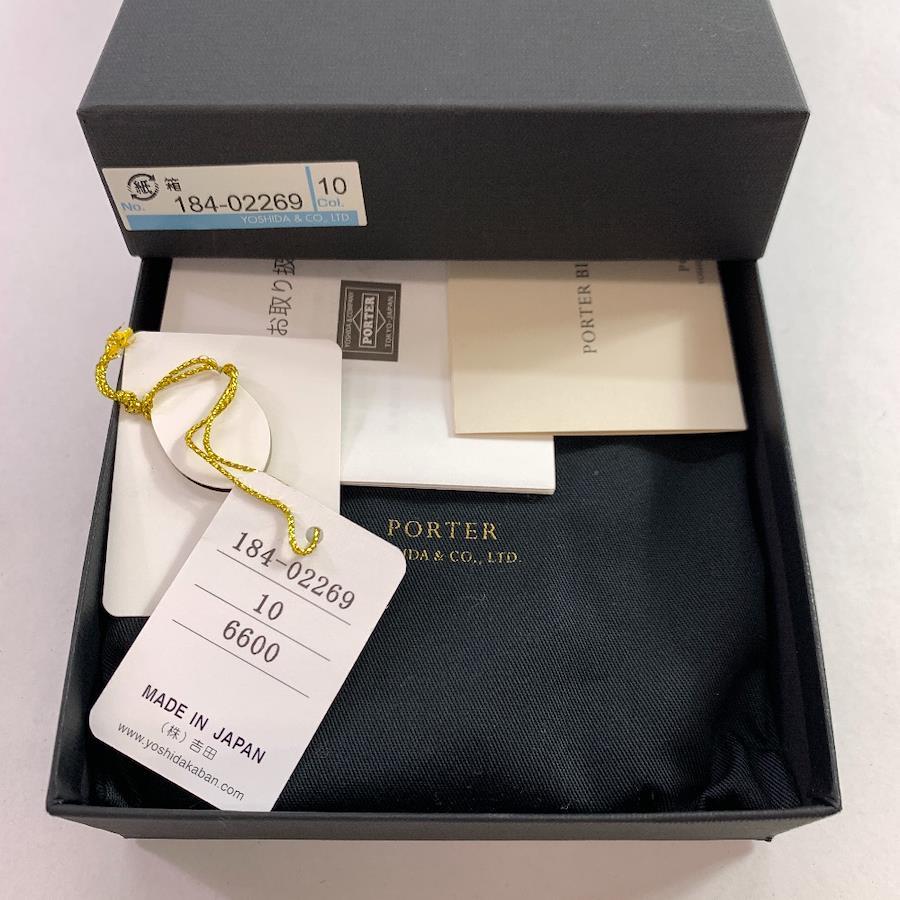 紙 箱
No. 184-02269 10 Col.
YOSHIDA & CO., LTD
お取り扱
YOSHIDA & COMPANY
PORTER
TOKYO-JAPAN
PORTER
PORTER
IDA & CO., LTD.
184-02269
10
6600
MADE IN JAPAN
(株)吉田
www.yoshidakaban.com